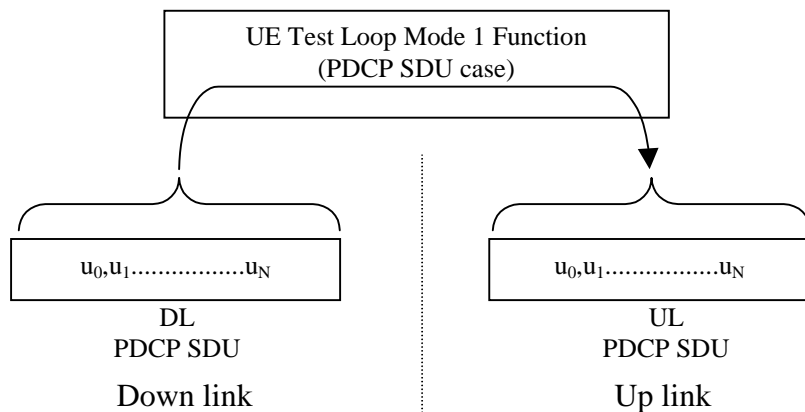 UE Test Loop Mode 1 Function
(PDCP SDU case)
u0,u1.................uN
u0,u1.................uN
DL
PDCP SDU
UL
PDCP SDU
Down link
Up link